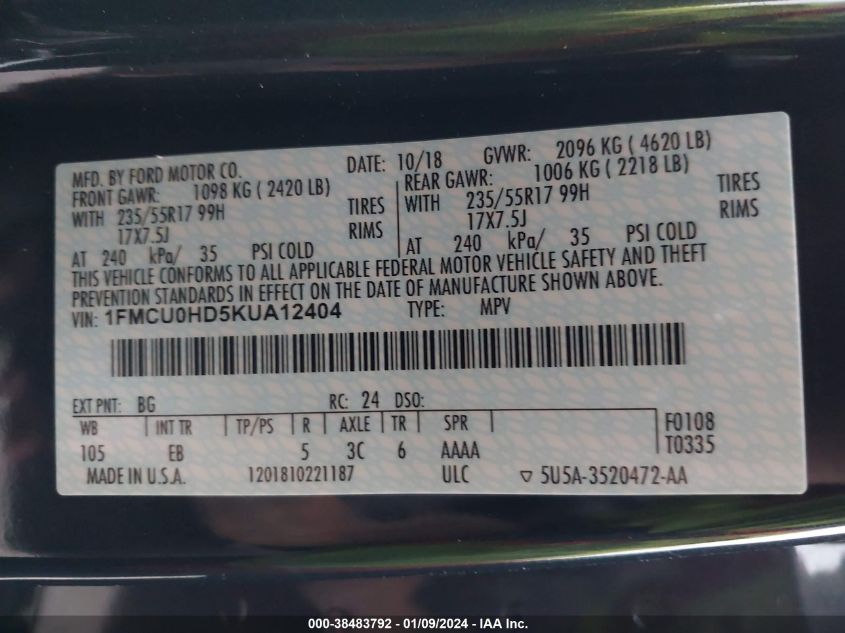 MFD. BY FORD MOTOR CO. DATE: 10/18 GVWR: 2096 KG ( 4620 LB)
FRONT GAWR: 1098 KG ( 2420 LB) REAR GAWR: 1006 KG ( 2218 LB)
WITH 235/55R17 99H TIRES WITH 235/55R17 99H TIRES
17X7.5J RIMS 17X7.5J RIMS
AT 240 kPa/ 35 PSI COLD AT 240 kPa/ 35 PSI COLD
THIS VEHICLE CONFORMS TO ALL APPLICABLE FEDERAL MOTOR VEHICLE SAFETY AND THEFT
PREVENTION STANDARDS IN EFFECT ON THE DATE OF MANUFACTURE SHOWN ABOVE.
VIN: 1FMCU0HD5KUA12404 TYPE: MPV
EXT PNT: BG RC: 24 DSO:
WB INT TR TP/PS R AXLE TR SPR F0108
105 EB 5 3C 6 AAAA T0335
MADE IN U.S.A. 1201810221187 ULC ▽ 5U5A-3520472-AA
000-38483792 - 01/09/2024 - IAA Inc.